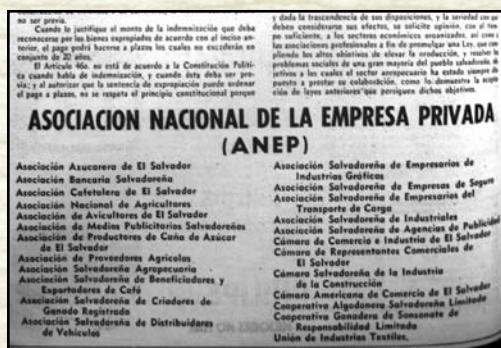 no ser previa.
Cuando lo justifique el monto de la indemnización que deba
reconocerse por los bienes expropiados de acuerdo con el inciso an-
terior, el pago podrá hacerse a plazos los cuales no excederán en
conjunto de 20 años.
El Artículo 46o. no está de acuerdo a la Constitución Políti-
ca cuando habla de indemnización, y cuando ésta deba ser pre-
via; y al autorizar que la sentencia de expropiación puede ordenar
el pago a plazos, no se respeta el principio constitucional porque
y dada la trascendencia de sus disposiciones, y la seriedad con que
deben considerarse sus efectos, se solicite opinión, con el tiem-
po suficiente, a los sectores económicos organizados, así como a
las asociaciones profesionales a fin de promulgar una Ley, que cum-
pliendo los altos objetivos de elevar la producción, y resolver los
problemas sociales de una gran mayoría del pueblo salvadoreño,
jetivos a los cuales el sector agropecuario ha estado siempre dis-
puesto a prestar su colaboración, como lo demuestra la acep-
ción de leyes anteriores que persiguen dichos objetivos.
ASOCIACION NACIONAL DE LA EMPRESA PRIVADA
(ANEP)
Asociación Azucarera de El Salvador
Asociación Bancaria Salvadoreña
Asociación Cafetalera de El Salvador
Asociación Nacional de Agricultores
Asociación de Avicultores de El Salvador
Asociación de Medios Publicitarios Salvadoreños
Asociación de Productores de Caña de Azúcar
de El Salvador
Asociación de Proveedores Agrícolas
Asociación Salvadoreña Agropecuaria
Asociación Salvadoreña de Beneficiadores y
Exportadores de Café
Asociación Salvadoreña de Criadores de
Ganado Registrado
Asociación Salvadoreña de Distribuidores
de Vehículos
Asociación Salvadoreña de Empresarios de
Industrias Gráficas
Asociación Salvadoreña de Empresas de Seguro
Asociación Salvadoreña de Empresarios del
Transporte de Carga
Asociación Salvadoreña de Industriales
Asociación Salvadoreña de Agencias de Publicidad
Cámara de Comercio e Industria de El Salvador
Cámara de Representantes Comerciales de
El Salvador
Cámara Salvadoreña de la Industria
de la Construcción
Cámara Americana de Comercio de El Salvador
Cooperativa Algodonera Salvadoreña Limitada
Cooperativa Ganadera de Sonsonate de
Responsabilidad Limitada
Unión de Industrias Textiles.